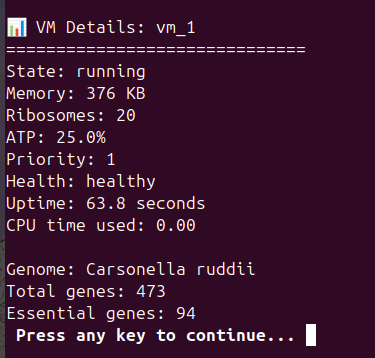 📊 VM Details: vm_1
==============================
State: running
Memory: 376 KB
Ribosomes: 20
ATP: 25.0%
Priority: 1
Health: healthy
Uptime: 63.8 seconds
CPU time used: 0.00

Genome: Carsonella ruddii
Total genes: 473
Essential genes: 94
Press any key to continue...